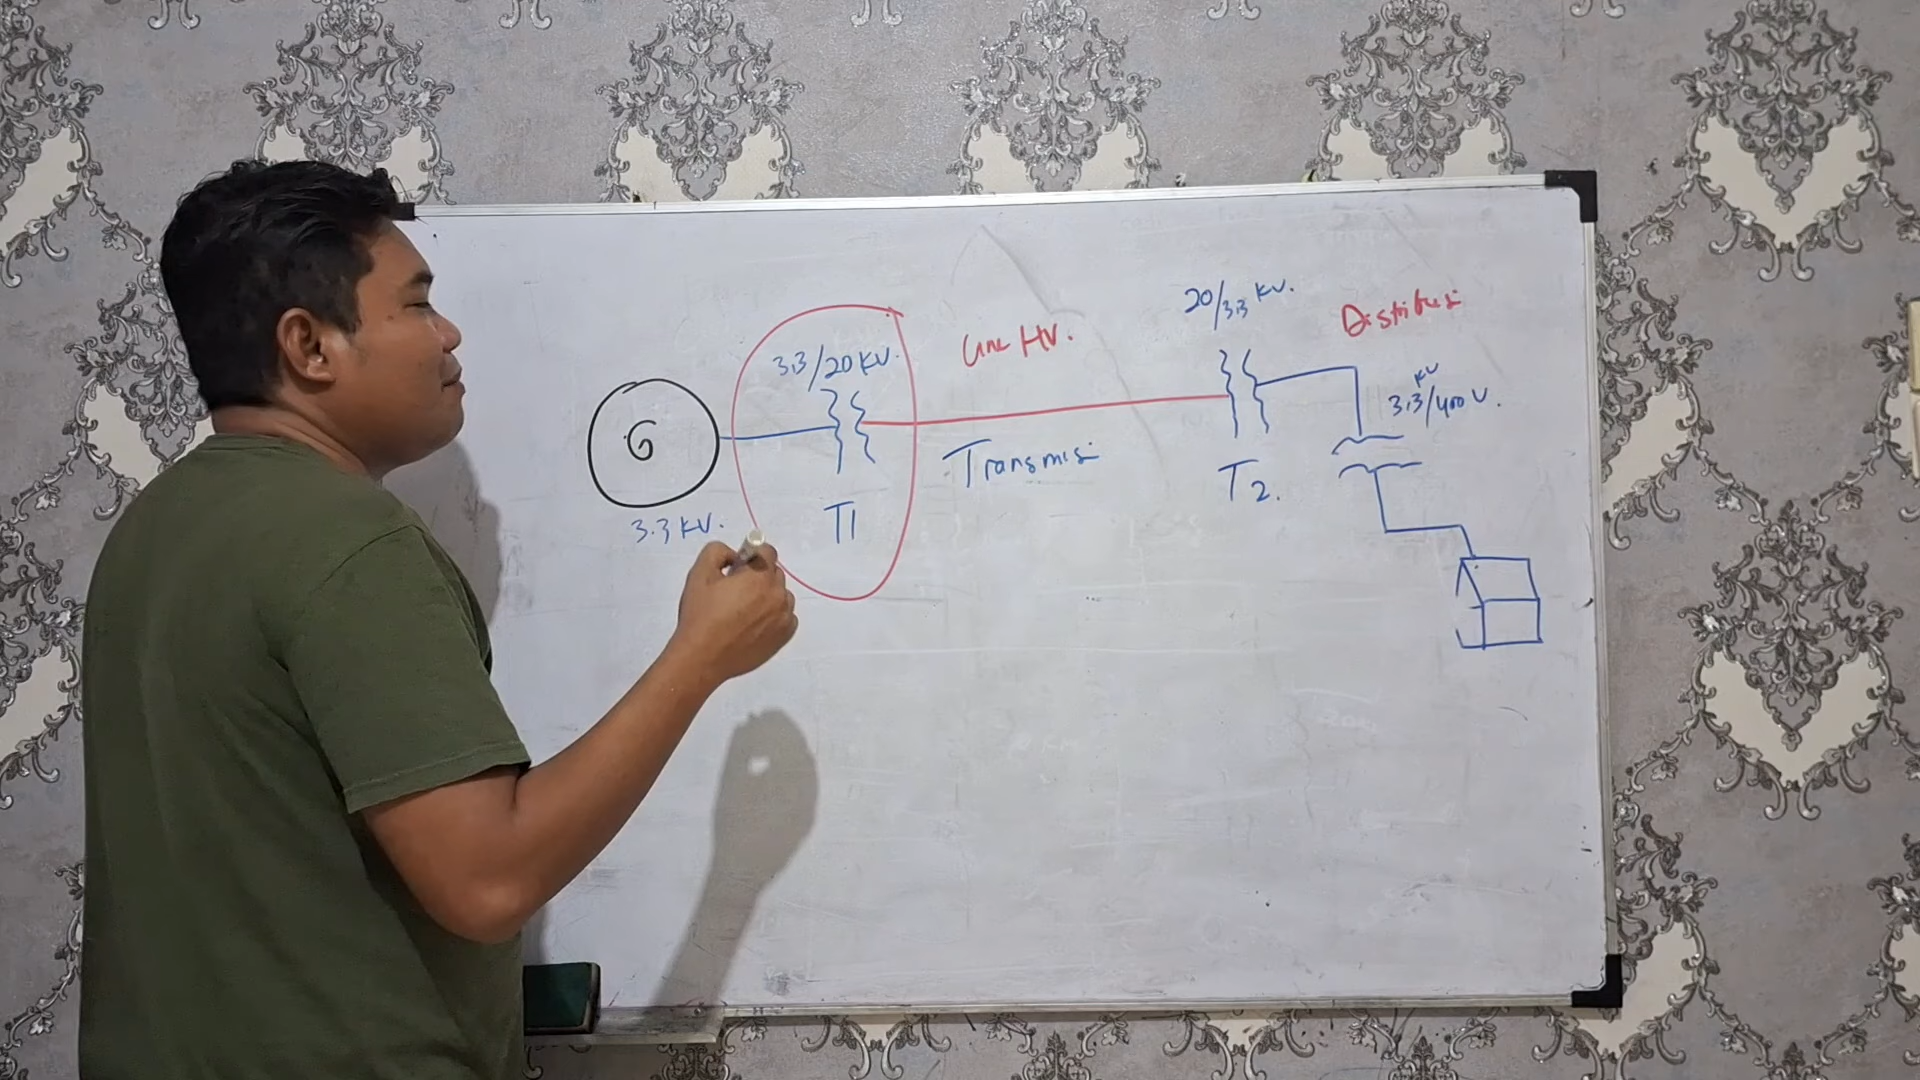 G
3.3 KV.
3.3/20 KV.
T1
Line HV.
Transmisi
20/3.3 KV.
T2.
Distribusi
KV
3.3/400 V.